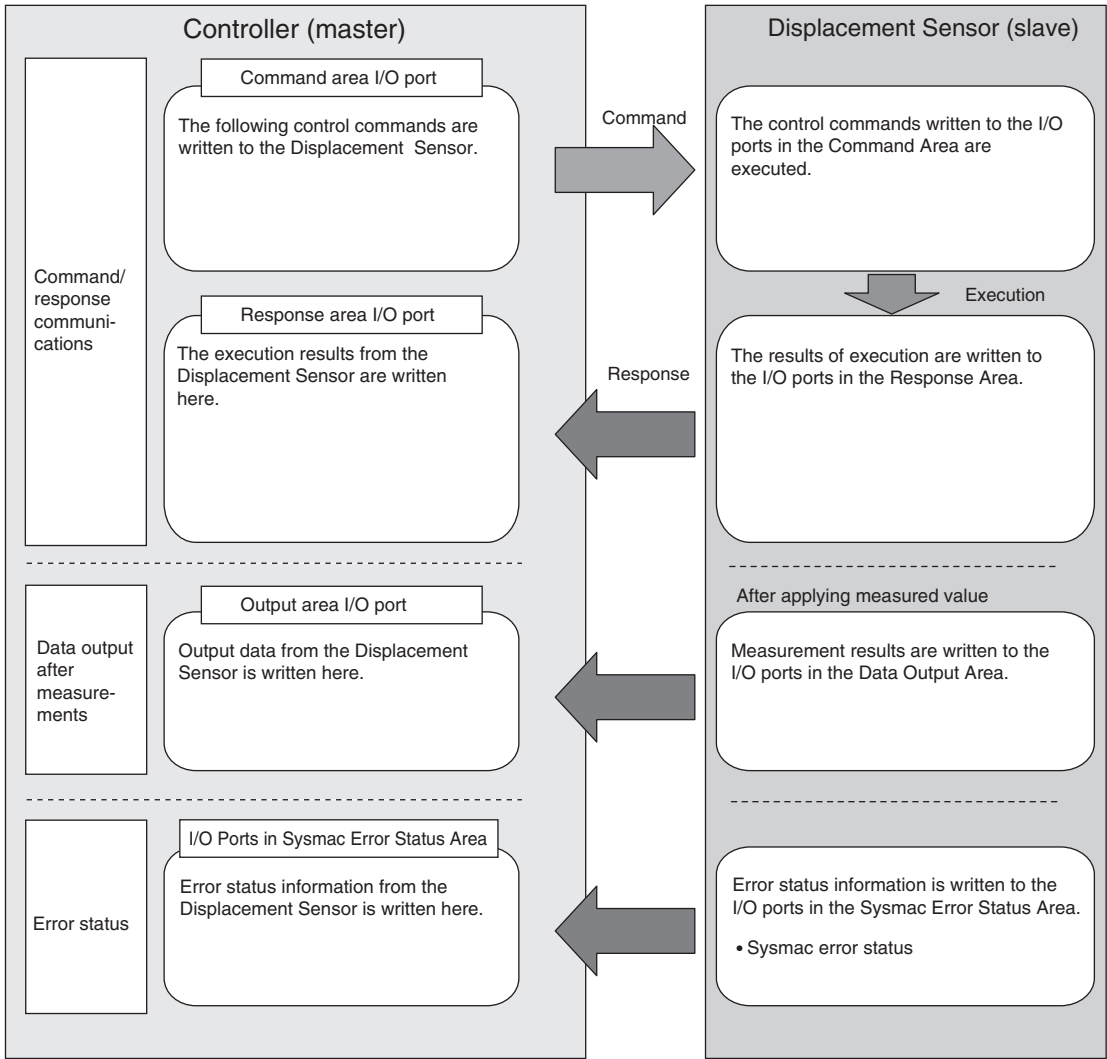 Controller (master)
Displacement Sensor (slave)
Command/
response
communi-
cations
Command area I/O port
The following control commands are
written to the Displacement Sensor.
Command
The control commands written to the I/O
ports in the Command Area are
executed.
Execution
Response area I/O port
The execution results from the
Displacement Sensor are written
here.
Response
The results of execution are written to
the I/O ports in the Response Area.
Data output
after
measure-
ments
Output area I/O port
Output data from the Displacement
Sensor is written here.
After applying measured value
Measurement results are written to the
I/O ports in the Data Output Area.
Error status
I/O Ports in Sysmac Error Status Area
Error status information from the
Displacement Sensor is written here.
Error status information is written to the
I/O ports in the Sysmac Error Status Area.
• Sysmac error status